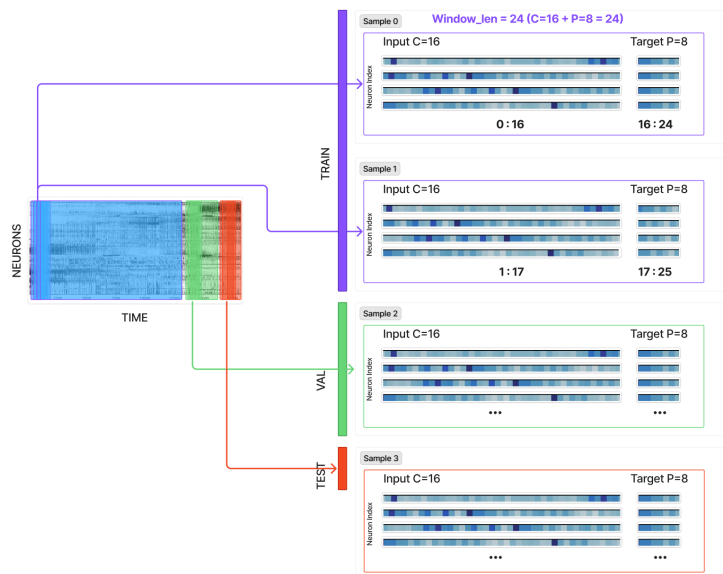 Sample 0
Window_len = 24 (C=16 + P=8 = 24)
Input C=16
Target P=8
Neuron Index
0 : 16
16 : 24
TRAIN
Sample 1
Input C=16
Target P=8
Neuron Index
1 : 17
17 : 25
NEURONS
TIME
Sample 2
Input C=16
Target P=8
Neuron Index
VAL
...
...
Sample 3
Input C=16
Target P=8
Neuron Index
TEST
...
...